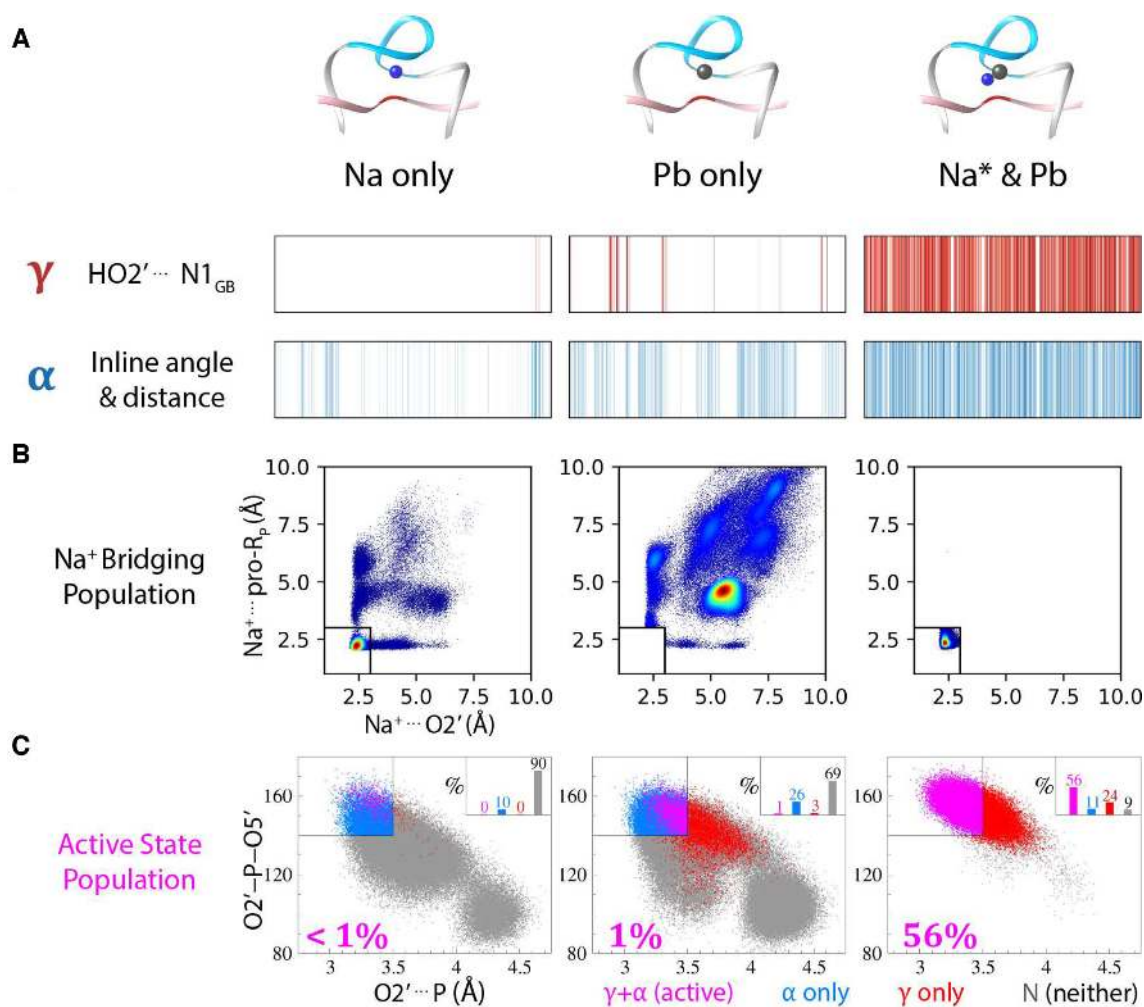 A
Na only
Pb only
Na* & Pb
γ HO2' ··· N1GB
α Inline angle & distance
B
Na⁺ Bridging Population
Na⁺ ··· pro-RP (Å)
10.0 7.5 5.0 2.5
10.0 7.5 5.0 2.5
10.0 7.5 5.0 2.5
2.5 5.0 7.5 10.0
2.5 5.0 7.5 10.0
2.5 5.0 7.5 10.0
Na⁺ ··· O2' (Å)
C
Active State Population
O2'–P–O5'
160 120 80
160 120 80
160 120 80
% 0 10 0 90
% 1 26 3 69
% 56 11 24 9
< 1%
1%
56%
3 3.5 4 4.5
3 3.5 4 4.5
3 3.5 4 4.5
O2' ··· P (Å)
γ+α (active)
α only
γ only
N (neither)